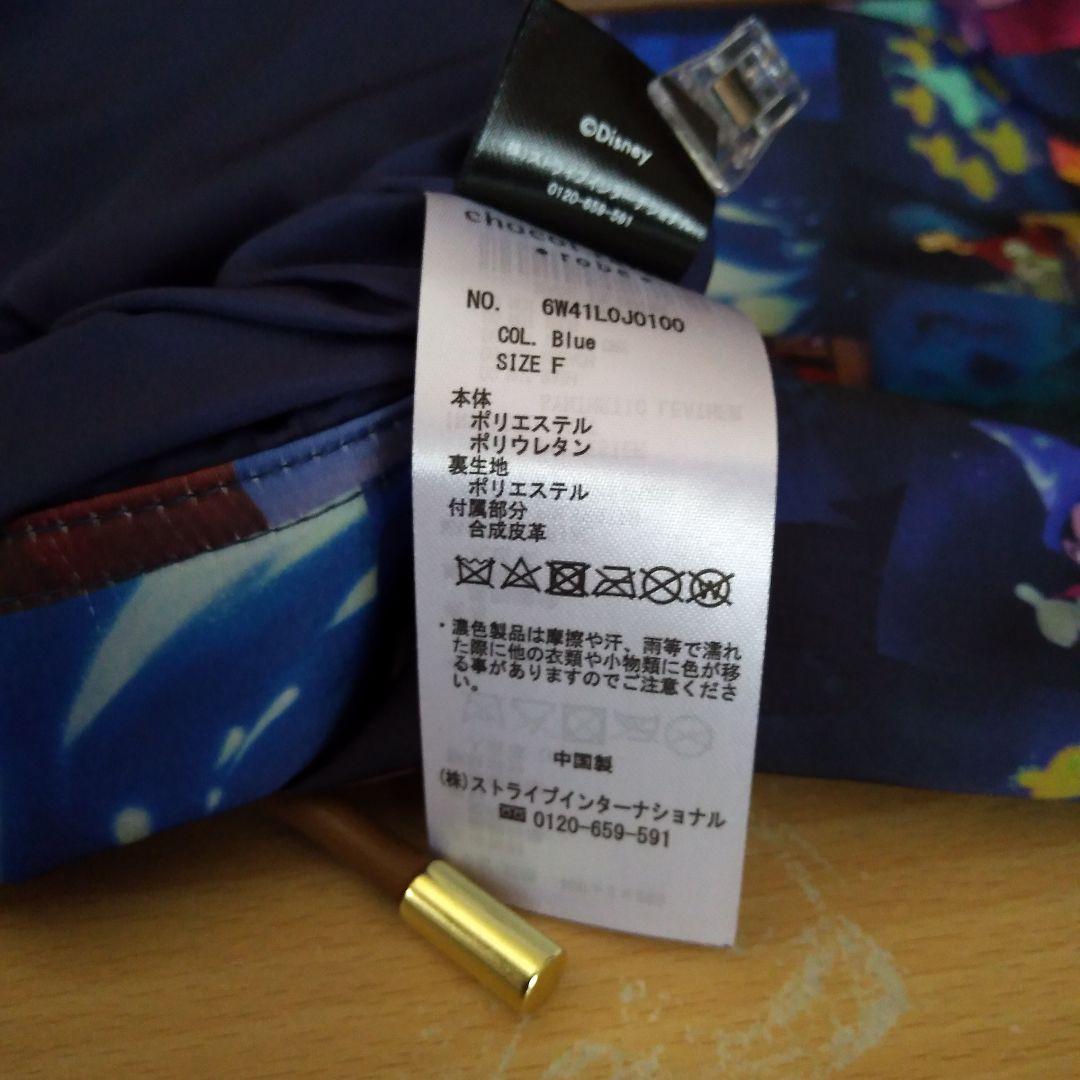 ©Disney
0120-659-591
robe
NO. 6W41L0J0100
COL. Blue
SIZE F
本体
ポリエステル
ポリウレタン
裏生地
ポリエステル
付属部分
合成皮革
・濃色製品は摩擦や汗、雨等で濡れ
た際に他の衣類や小物類に色が移
る事がありますのでご注意くださ
い。
中国製
(株)ストライプインターナショナル
0120-659-591